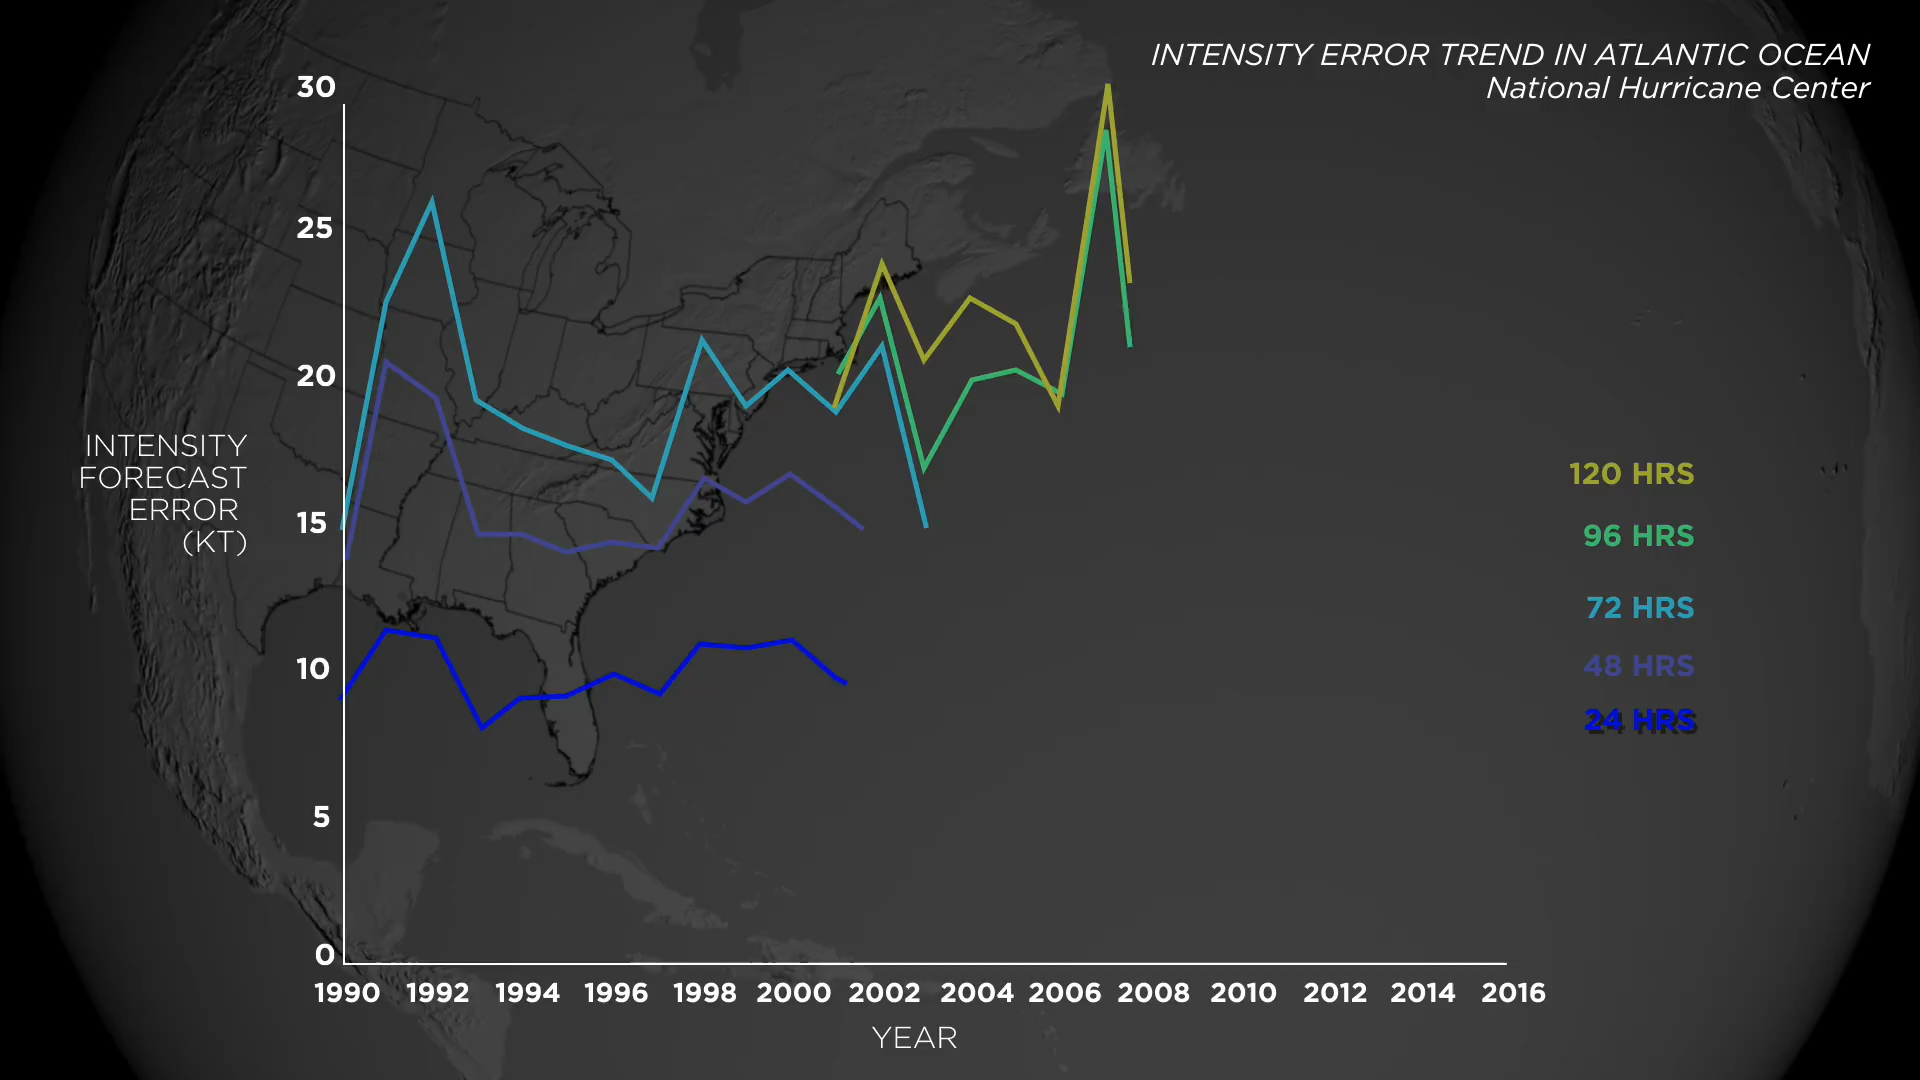 INTENSITY ERROR TREND IN ATLANTIC OCEAN
National Hurricane Center
30
25
20
15
10
5
0
INTENSITY
FORECAST
ERROR
(KT)
120 HRS
96 HRS
72 HRS
48 HRS
24 HRS
1990 1992 1994 1996 1998 2000 2002 2004 2006 2008 2010 2012 2014 2016
YEAR